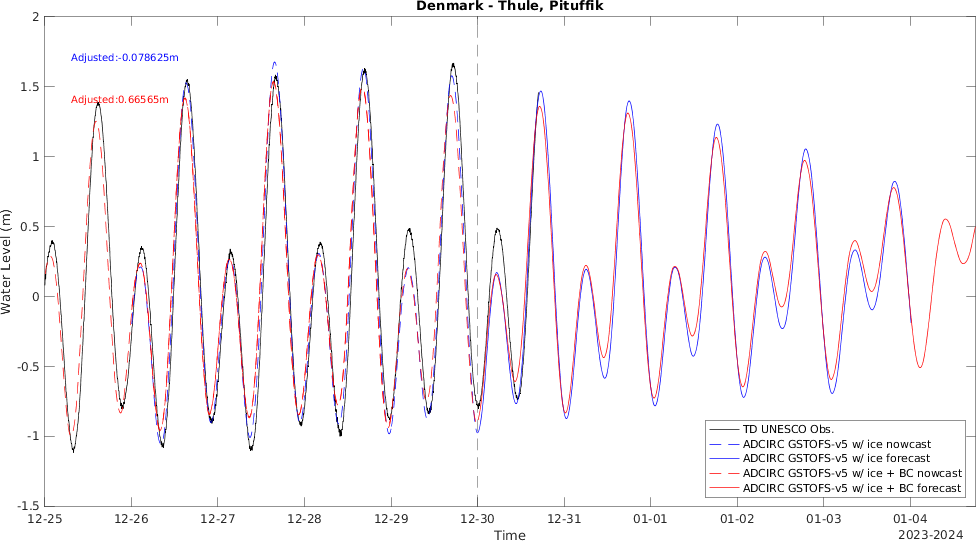 Denmark - Thule, Pituffik
2
Adjusted:-0.078625m
1.5
Adjusted:0.66565m
1
0.5
Water Level (m)
0
-0.5
-1
TD UNESCO Obs.
ADCIRC GSTOFS-v5 w/ ice nowcast
ADCIRC GSTOFS-v5 w/ ice forecast
ADCIRC GSTOFS-v5 w/ ice + BC nowcast
ADCIRC GSTOFS-v5 w/ ice + BC forecast
-1.5
12-25 12-26 12-27 12-28 12-29 12-30 12-31 01-01 01-02 01-03 01-04
Time
2023-2024